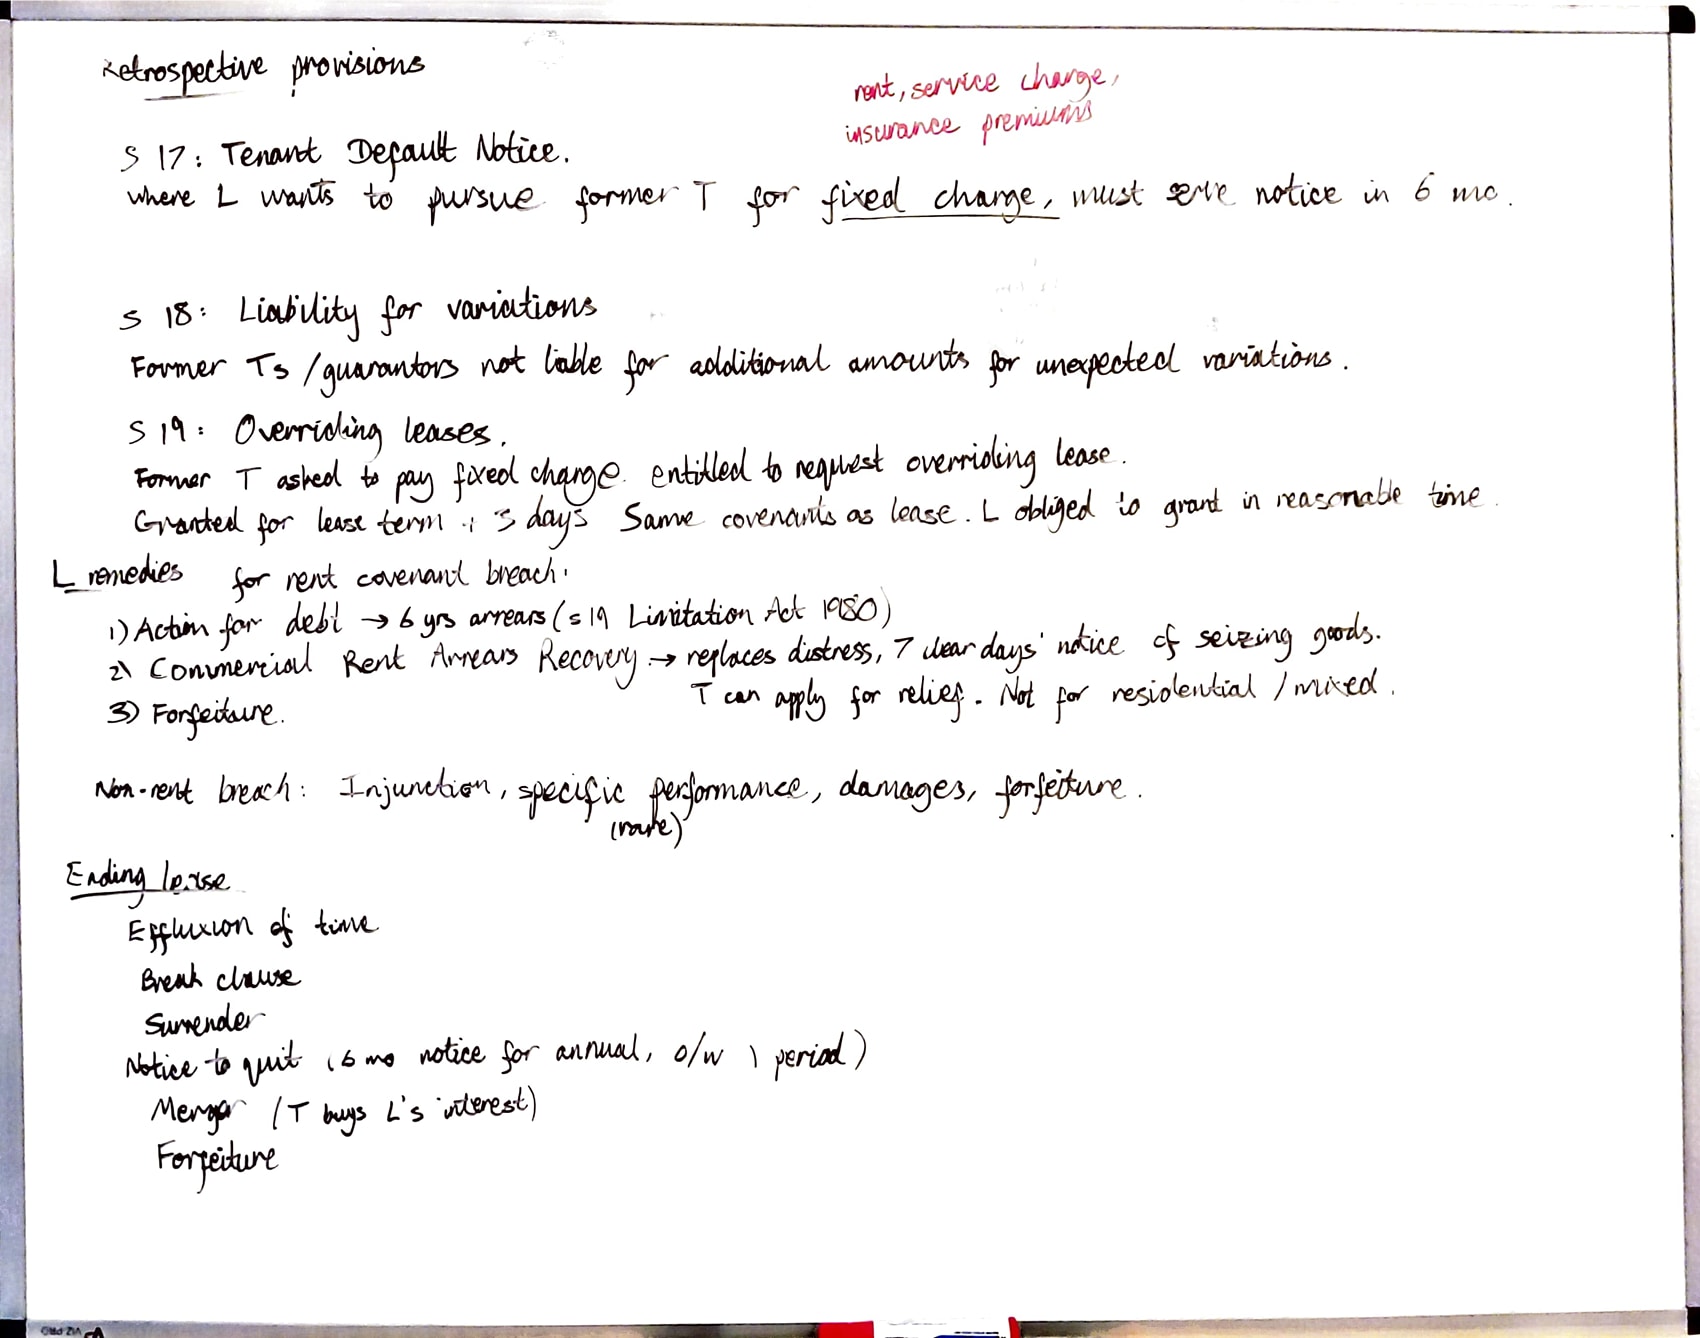 Retrospective provisions
rent, service charge,
insurance premiums
S 17: Tenant Default Notice.
where L wants to pursue former T for fixed charge, must serve notice in 6 mo.
S 18: Liability for variations
Former Ts / guarantors not liable for additional amounts for unexpected variations.
S 19: Overriding leases.
Former T asked to pay fixed charge entitled to request overriding lease.
Granted for lease term + 3 days Same covenants as lease. L obliged to grant in reasonable time.
L remedies for rent covenant breach.
1) Action for debt → 6 yrs arrears (s 19 Limitation Act 1980)
2) Commercial Rent Arrears Recovery → replaces distress, 7 clear days' notice of seizing goods.
T can apply for relief. Not for residential / mixed.
3) Forfeiture.
Non-rent breach: Injunction, specific performance, damages, forfeiture.
(rare)
Ending lease
Effluxion of time
Break clause
Surrender
Notice to quit (6 mo notice for annual, o/w 1 period)
Merger (T buys L's interest)
Forfeiture